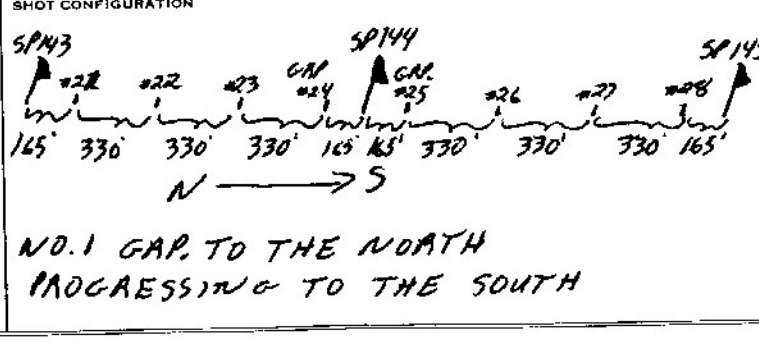 SHOT CONFIGURATION
SP143 SP144 SP145
GAP GAP.
#21 #22 #23 #24 #25 #26 #27 #28
165' 330' 330' 330' 165' 165' 330' 330' 330' 165'
N S
NO. 1 GAP. TO THE NORTH
PROGRESSING TO THE SOUTH